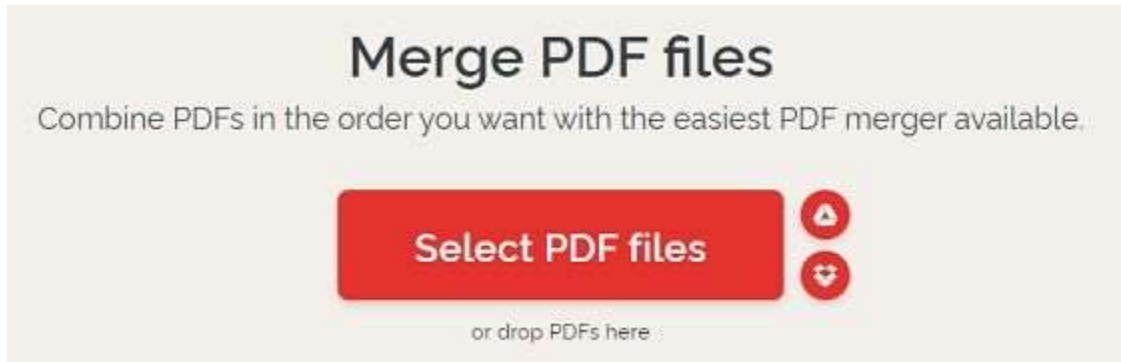 Merge PDF files
Combine PDFs in the order you want with the easiest PDF merger available.
Select PDF files
or drop PDFs here